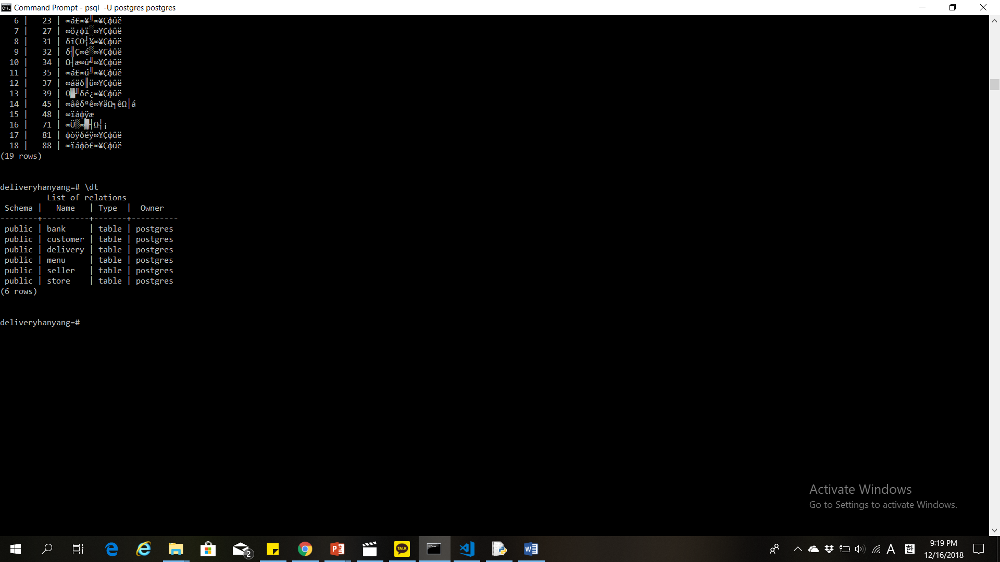 Command Prompt - psql  -U postgres postgres
6 |   23 | ∞á£∞¥╝∞¥Çφûë
7 |   27 | ∞ö¿φï░∞¥Çφûë
8 |   31 | δîÇΩ╡¼∞¥Çφûë
9 |   32 | δ╢Ç∞é░∞¥Çφûë
10 |   34 | Ω┤æ∞ú╝∞¥Çφûë
11 |   35 | ∞á£∞ú╝∞¥Çφûë
12 |   37 | ∞áäδ╢ü∞¥Çφûë
13 |   39 | Ω▓╜δé¿∞¥Çφûë
14 |   45 | ∞âêδºê∞¥äΩ╕êΩ│á
15 |   48 | ∞ïáφÿæ
16 |   71 | ∞Ü░∞▓┤Ω╡¡
17 |   81 | φòÿδéÿ∞¥Çφûë
18 |   88 | ∞ïáφò£∞¥Çφûë
(19 rows)
deliveryhanyang=# \dt
List of relations
Schema |   Name   | Type  |  Owner
--------+----------+-------+----------
public | bank     | table | postgres
public | customer | table | postgres
public | delivery | table | postgres
public | menu     | table | postgres
public | seller   | table | postgres
public | store    | table | postgres
(6 rows)
deliveryhanyang=#
Activate Windows
Go to Settings to activate Windows.
2
TALK
A
한
9:19 PM
12/16/2018